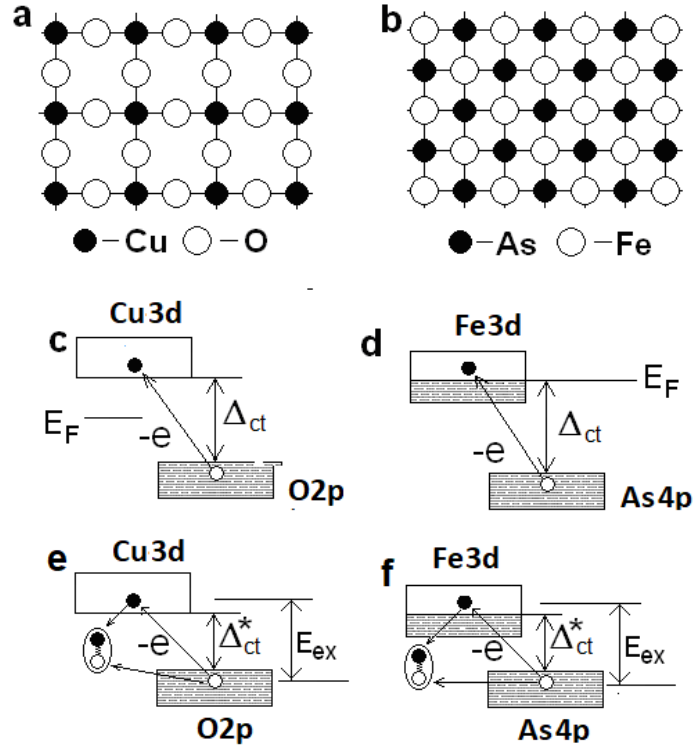 a b
●–Cu ○–O ●–As ○–Fe
Cu3d
c
E_F
-e
Δ_ct
O2p
Fe3d
d
E_F
-e
Δ_ct
As4p
Cu3d
e
-e
Δ*_ct
E_ex
O2p
Fe3d
f
-e
Δ*_ct
E_ex
As4p